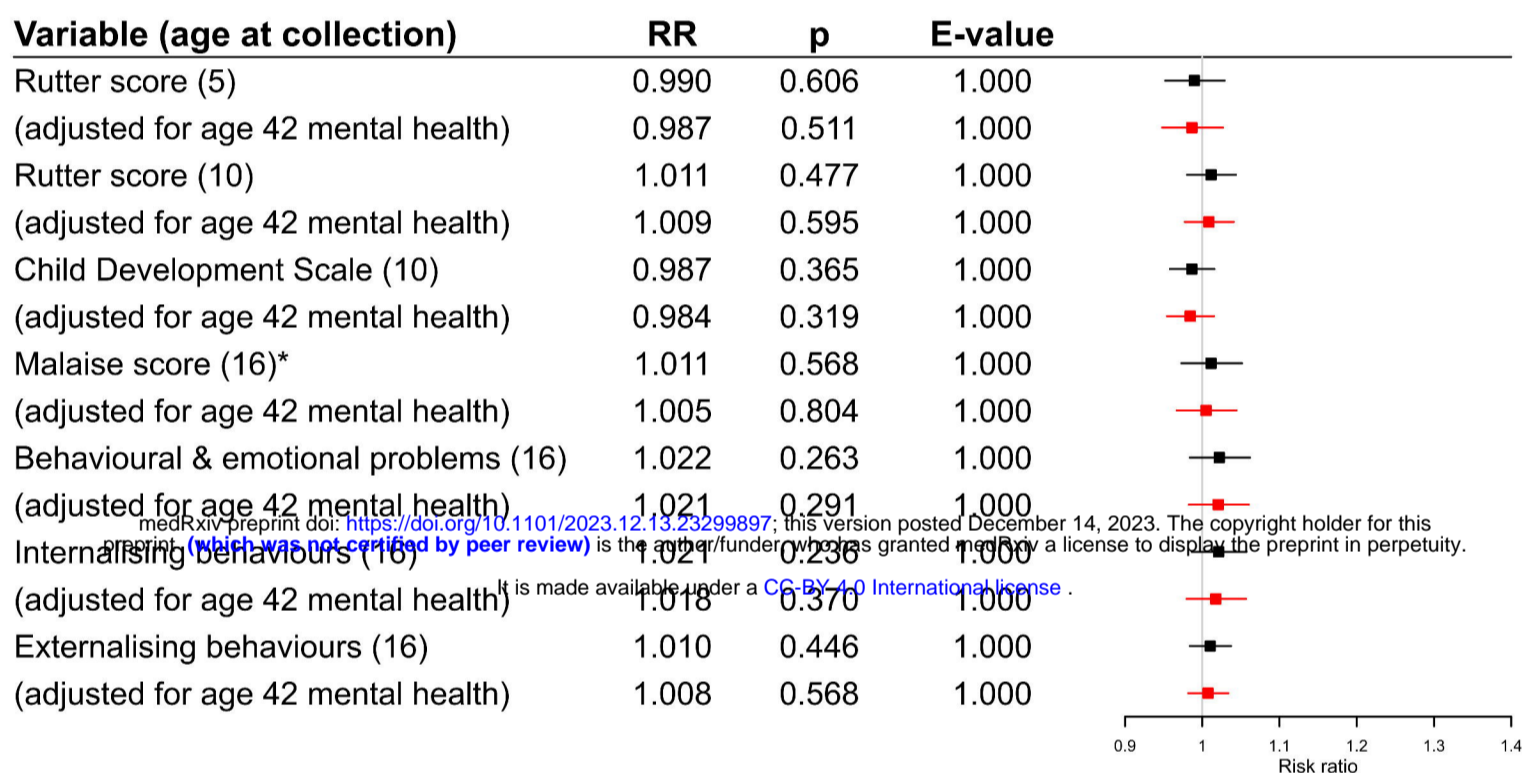 Variable (age at collection) RR p E-value
Rutter score (5) 0.990 0.606 1.000
(adjusted for age 42 mental health) 0.987 0.511 1.000
Rutter score (10) 1.011 0.477 1.000
(adjusted for age 42 mental health) 1.009 0.595 1.000
Child Development Scale (10) 0.987 0.365 1.000
(adjusted for age 42 mental health) 0.984 0.319 1.000
Malaise score (16)* 1.011 0.568 1.000
(adjusted for age 42 mental health) 1.005 0.804 1.000
Behavioural & emotional problems (16) 1.022 0.263 1.000
(adjusted for age 42 mental health) 1.021 0.291 1.000
medRxiv preprint doi: https://doi.org/10.1101/2023.12.13.23299897; this version posted December 14, 2023. The copyright holder for this
preprint (which was not certified by peer review) is the author/funder, who has granted medRxiv a license to display the preprint in perpetuity.
Internalising behaviours (16) 1.021 0.236 1.000
It is made available under a CC-BY 4.0 International license .
(adjusted for age 42 mental health) 1.018 0.370 1.000
Externalising behaviours (16) 1.010 0.446 1.000
(adjusted for age 42 mental health) 1.008 0.568 1.000
0.9 1 1.1 1.2 1.3 1.4
Risk ratio